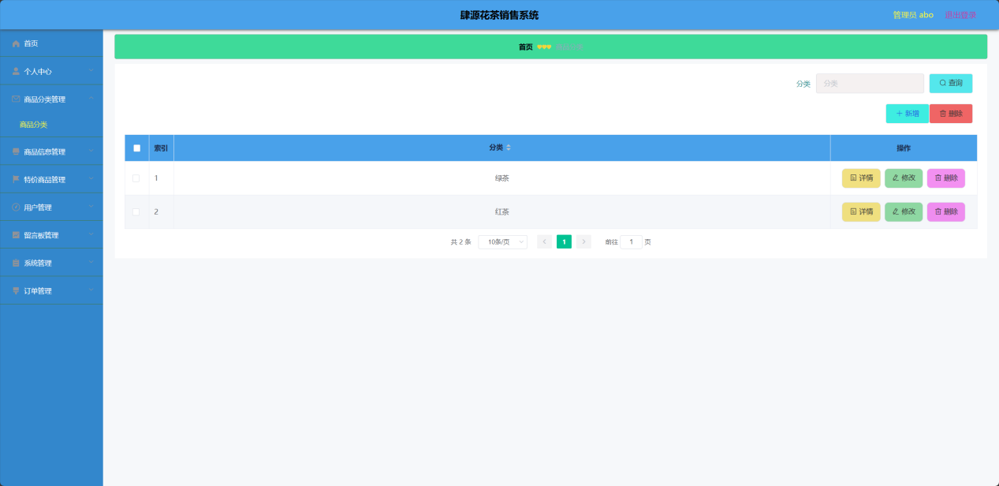 肆源花茶销售系统
管理员 abo 退出登录
首页
个人中心
商品分类管理
商品分类
商品信息管理
特价商品管理
用户管理
留言板管理
系统管理
订单管理
首页 商品分类
分类 分类 查询
新增 删除
索引 分类 操作
1 绿茶 详情 修改 删除
2 红茶 详情 修改 删除
共 2 条 10条/页 1 前往 1 页